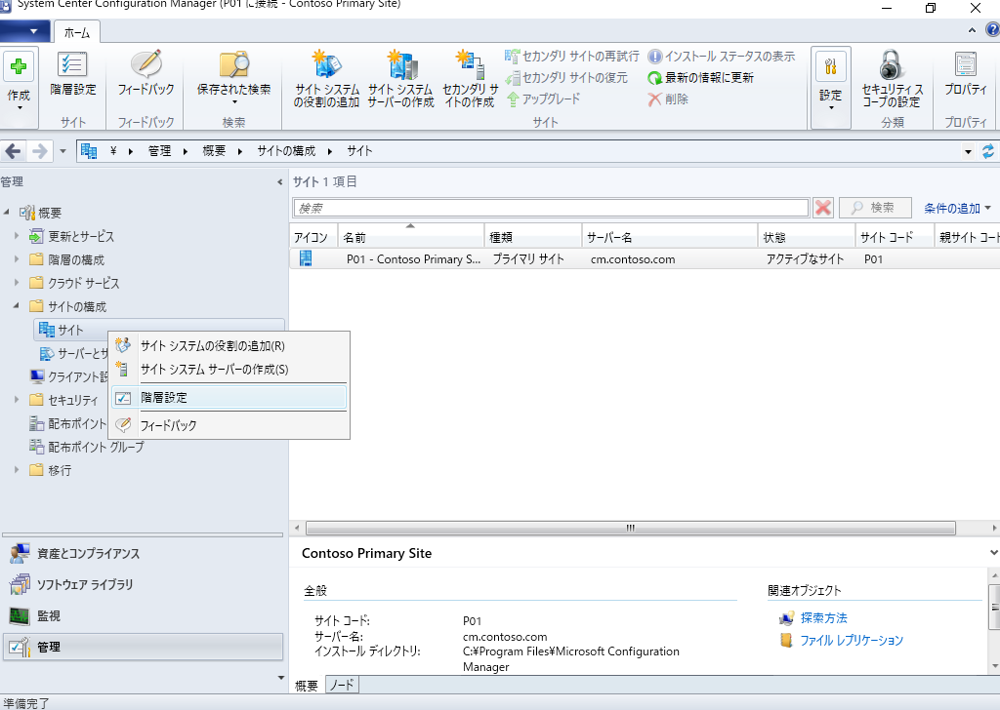 System Center Configuration Manager (P01 に接続 - Contoso Primary Site)
ホーム
作成
階層設定
サイト
フィードバック
フィードバック
保存された検索
検索
サイト システム
の役割の追加
サイト システム
サーバーの作成
セカンダリ サ
イトの作成
セカンダリ サイトの再試行
セカンダリ サイトの復元
アップグレード
インストール ステータスの表示
最新の情報に更新
削除
サイト
設定
セキュリティ ス
コープの設定
分類
プロパティ
プロパティ
¥ 管理 概要 サイトの構成 サイト
管理
概要
更新とサービス
階層の構成
クラウド サービス
サイトの構成
サイト
サーバーとサ
クライアント設
セキュリティ
配布ポイント
配布ポイント グループ
移行
サイト システムの役割の追加(R)
サイト システム サーバーの作成(S)
階層設定
フィードバック
資産とコンプライアンス
ソフトウェア ライブラリ
監視
管理
サイト 1 項目
検索
検索
条件の追加
アイコン 名前 種類 サーバー名 状態 サイト コード 親サイト コート
P01 - Contoso Primary S... プライマリ サイト cm.contoso.com アクティブなサイト P01
Contoso Primary Site
全般
サイト コード: P01
サーバー名: cm.contoso.com
インストール ディレクトリ: C:¥Program Files¥Microsoft Configuration
Manager
関連オブジェクト
探索方法
ファイル レプリケーション
概要 ノード
準備完了